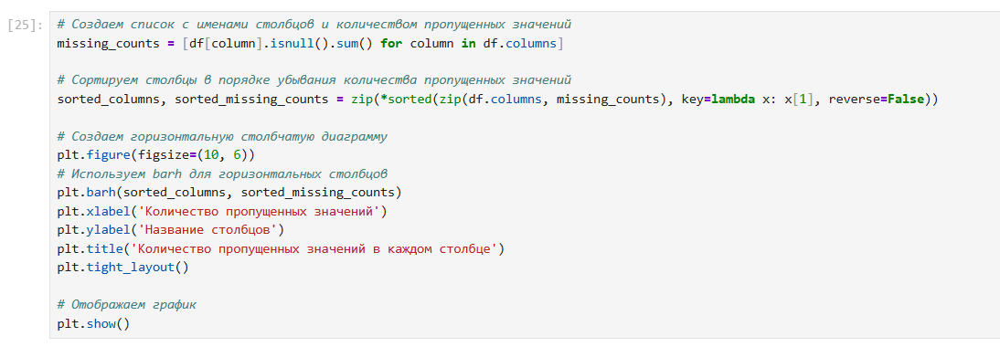 [25]: # Создаем список с именами столбцов и количеством пропущенных значений
missing_counts = [df[column].isnull().sum() for column in df.columns]
# Сортируем столбцы в порядке убывания количества пропущенных значений
sorted_columns, sorted_missing_counts = zip(*sorted(zip(df.columns, missing_counts), key=lambda x: x[1], reverse=False))
# Создаем горизонтальную столбчатую диаграмму
plt.figure(figsize=(10, 6))
# Используем barh для горизонтальных столбцов
plt.barh(sorted_columns, sorted_missing_counts)
plt.xlabel('Количество пропущенных значений')
plt.ylabel('Название столбцов')
plt.title('Количество пропущенных значений в каждом столбце')
plt.tight_layout()
# Отображаем график
plt.show()